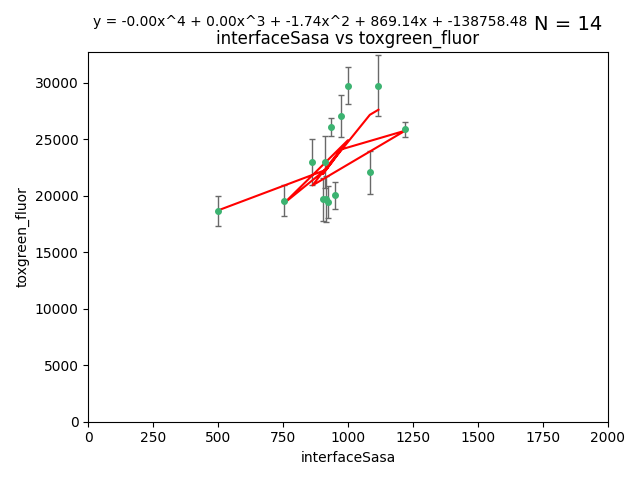 y = -0.00x^4 + 0.00x^3 + -1.74x^2 + 869.14x + -138758.48 N = 14
interfaceSasa vs toxgreen_fluor
30000
25000
20000
15000
10000
5000
0
toxgreen_fluor
0 250 500 750 1000 1250 1500 1750 2000
interfaceSasa